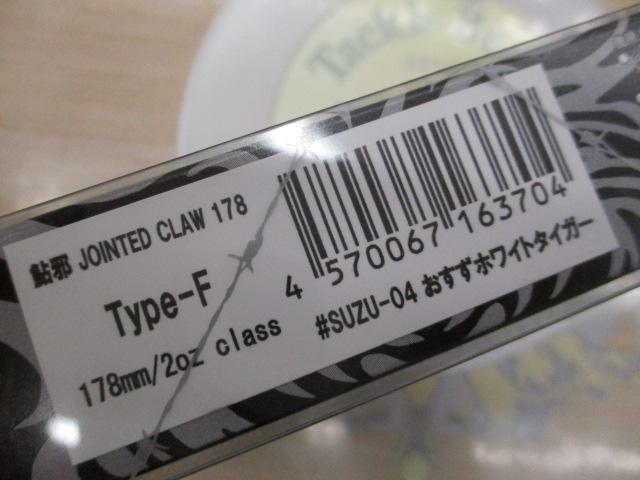 Tackle
鮎邪 JOINTED CLAW 178
Type-F
178mm/2oz class
4 570067 163704
#SUZU-04 おすずホワイトタイガー